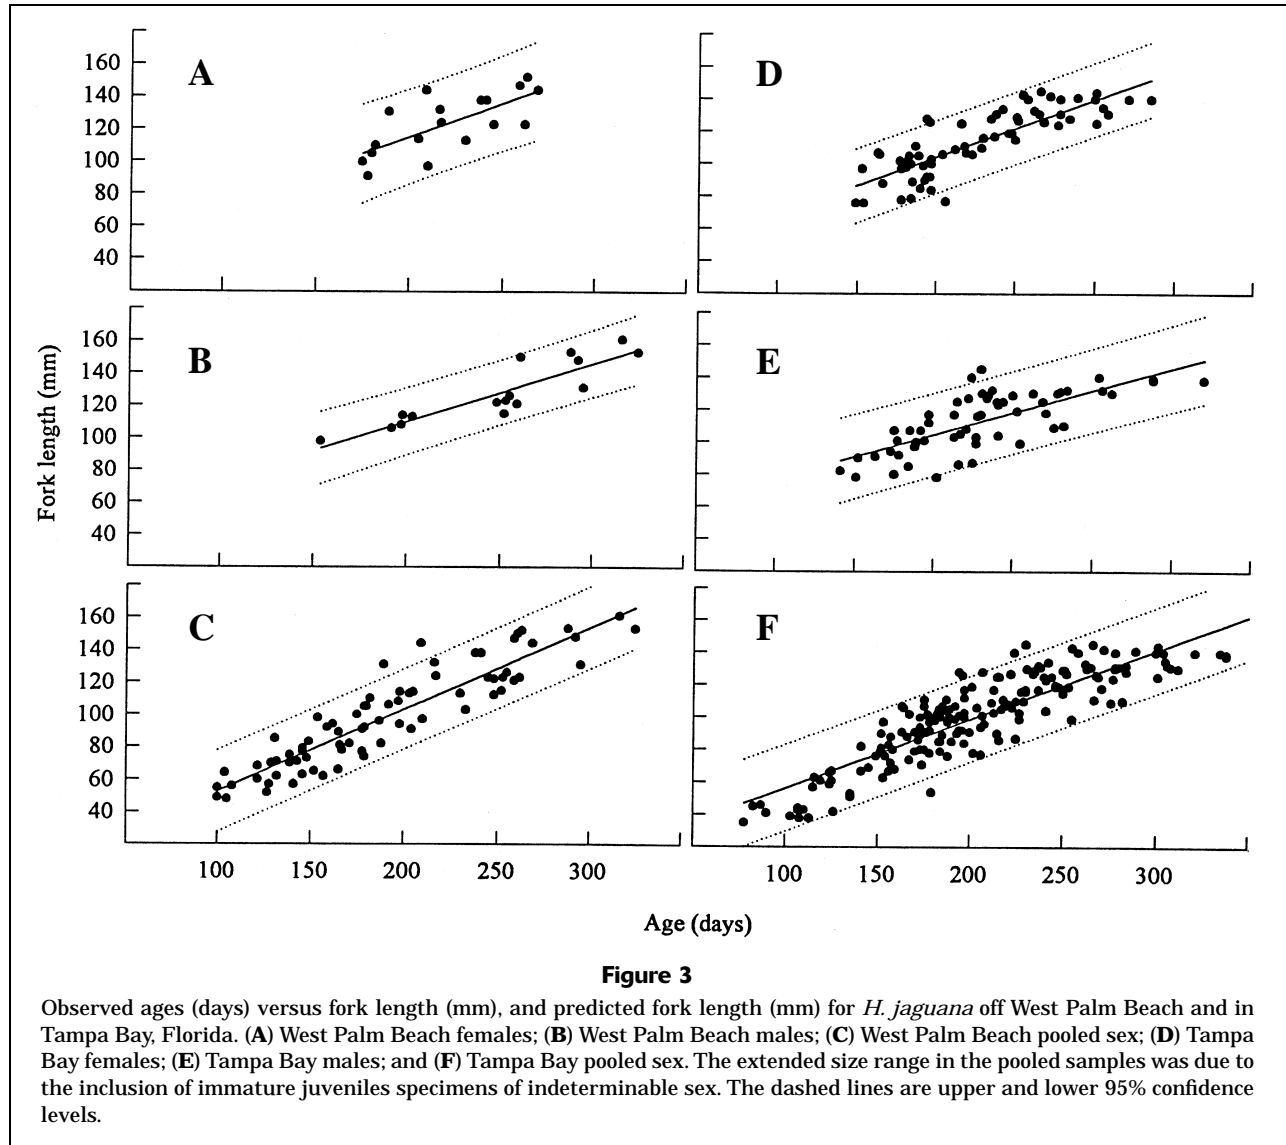 A
160
140
120
100
80
60
40
D
B
160
140
120
100
80
60
40
E
Fork length (mm)
C
160
140
120
100
80
60
40
F
100 150 200 250 300
100 150 200 250 300
Age (days)
Figure 3
Observed ages (days) versus fork length (mm), and predicted fork length (mm) for H. jaguana off West Palm Beach and in
Tampa Bay, Florida. (A) West Palm Beach females; (B) West Palm Beach males; (C) West Palm Beach pooled sex; (D) Tampa
Bay females; (E) Tampa Bay males; and (F) Tampa Bay pooled sex. The extended size range in the pooled samples was due to
the inclusion of immature juveniles specimens of indeterminable sex. The dashed lines are upper and lower 95% confidence
levels.